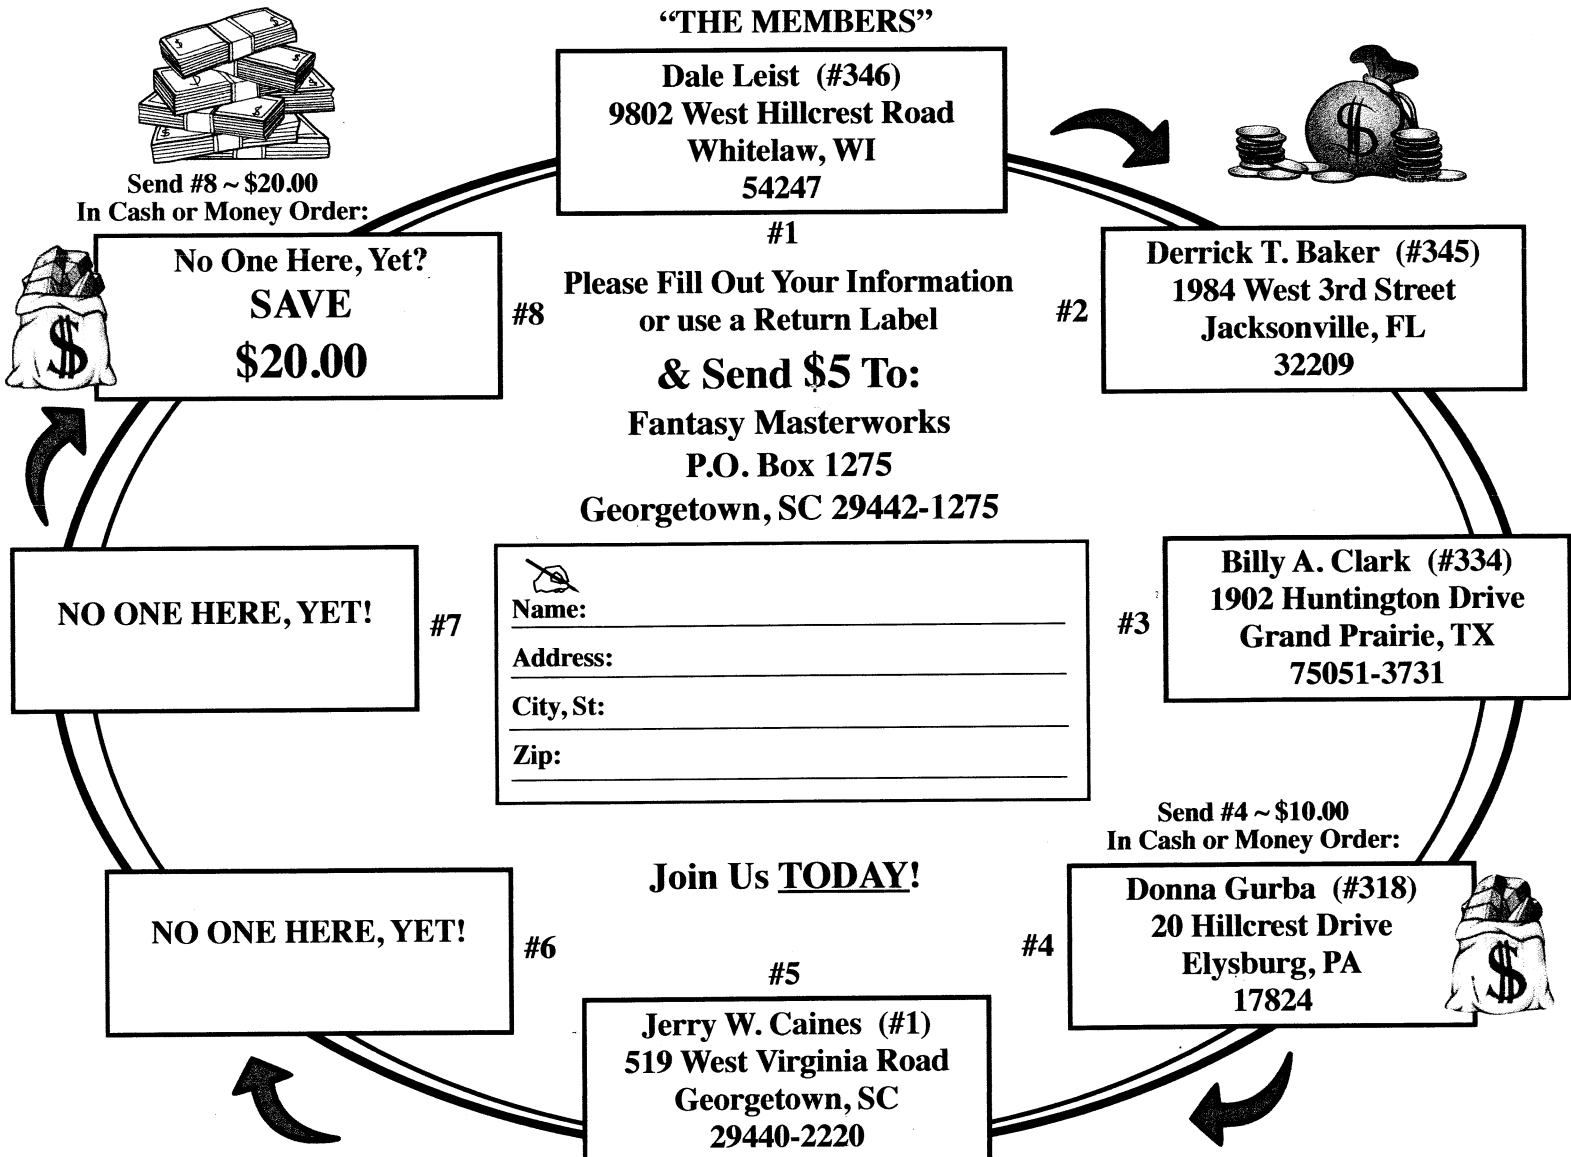 “THE MEMBERS”
Dale Leist (#346)
9802 West Hillcrest Road
Whitelaw, WI
54247
#1
Send #8 ~ $20.00
In Cash or Money Order:
No One Here, Yet?
SAVE
$20.00
#8
Please Fill Out Your Information
or use a Return Label
& Send $5 To:
Fantasy Masterworks
P.O. Box 1275
Georgetown, SC 29442-1275
#2
Derrick T. Baker (#345)
1984 West 3rd Street
Jacksonville, FL
32209
NO ONE HERE, YET!
#7
Name:
Address:
City, St:
Zip:
#3
Billy A. Clark (#334)
1902 Huntington Drive
Grand Prairie, TX
75051-3731
Send #4 ~ $10.00
In Cash or Money Order:
NO ONE HERE, YET!
#6
Join Us TODAY!
#4
Donna Gurba (#318)
20 Hillcrest Drive
Elysburg, PA
17824
#5
Jerry W. Caines (#1)
519 West Virginia Road
Georgetown, SC
29440-2220